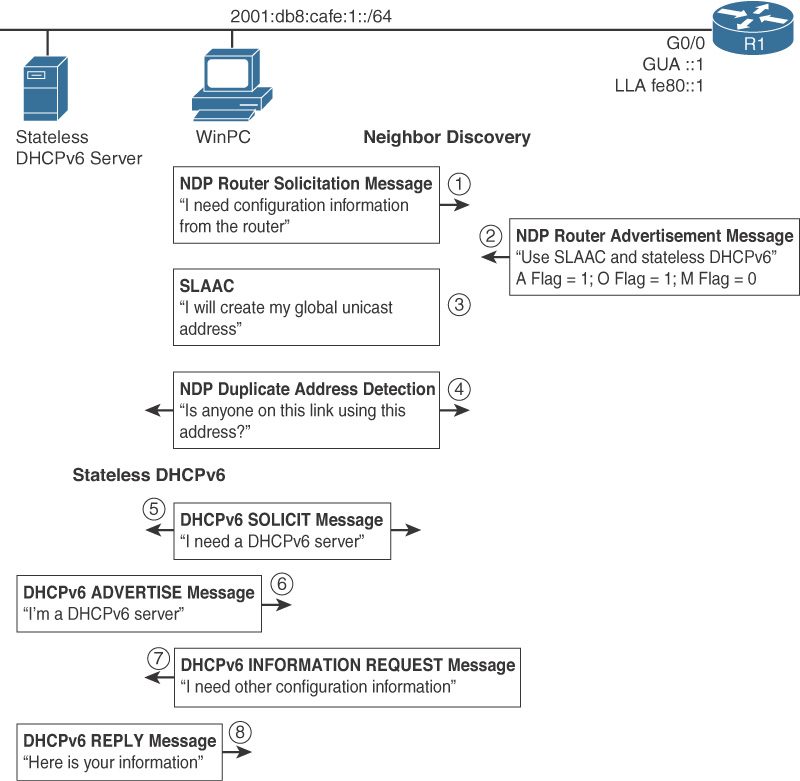 2001:db8:cafe:1::/64
R1
G0/0
GUA ::1
LLA fe80::1
Stateless
DHCPv6 Server
WinPC
Neighbor Discovery
NDP Router Solicitation Message
“I need configuration information
from the router”
1
2
NDP Router Advertisement Message
“Use SLAAC and stateless DHCPv6”
A Flag = 1; O Flag = 1; M Flag = 0
SLAAC
“I will create my global unicast
address”
3
NDP Duplicate Address Detection
“Is anyone on this link using this
address?”
4
Stateless DHCPv6
5
DHCPv6 SOLICIT Message
“I need a DHCPv6 server”
DHCPv6 ADVERTISE Message
“I’m a DHCPv6 server”
6
7
DHCPv6 INFORMATION REQUEST Message
“I need other configuration information”
DHCPv6 REPLY Message
“Here is your information”
8